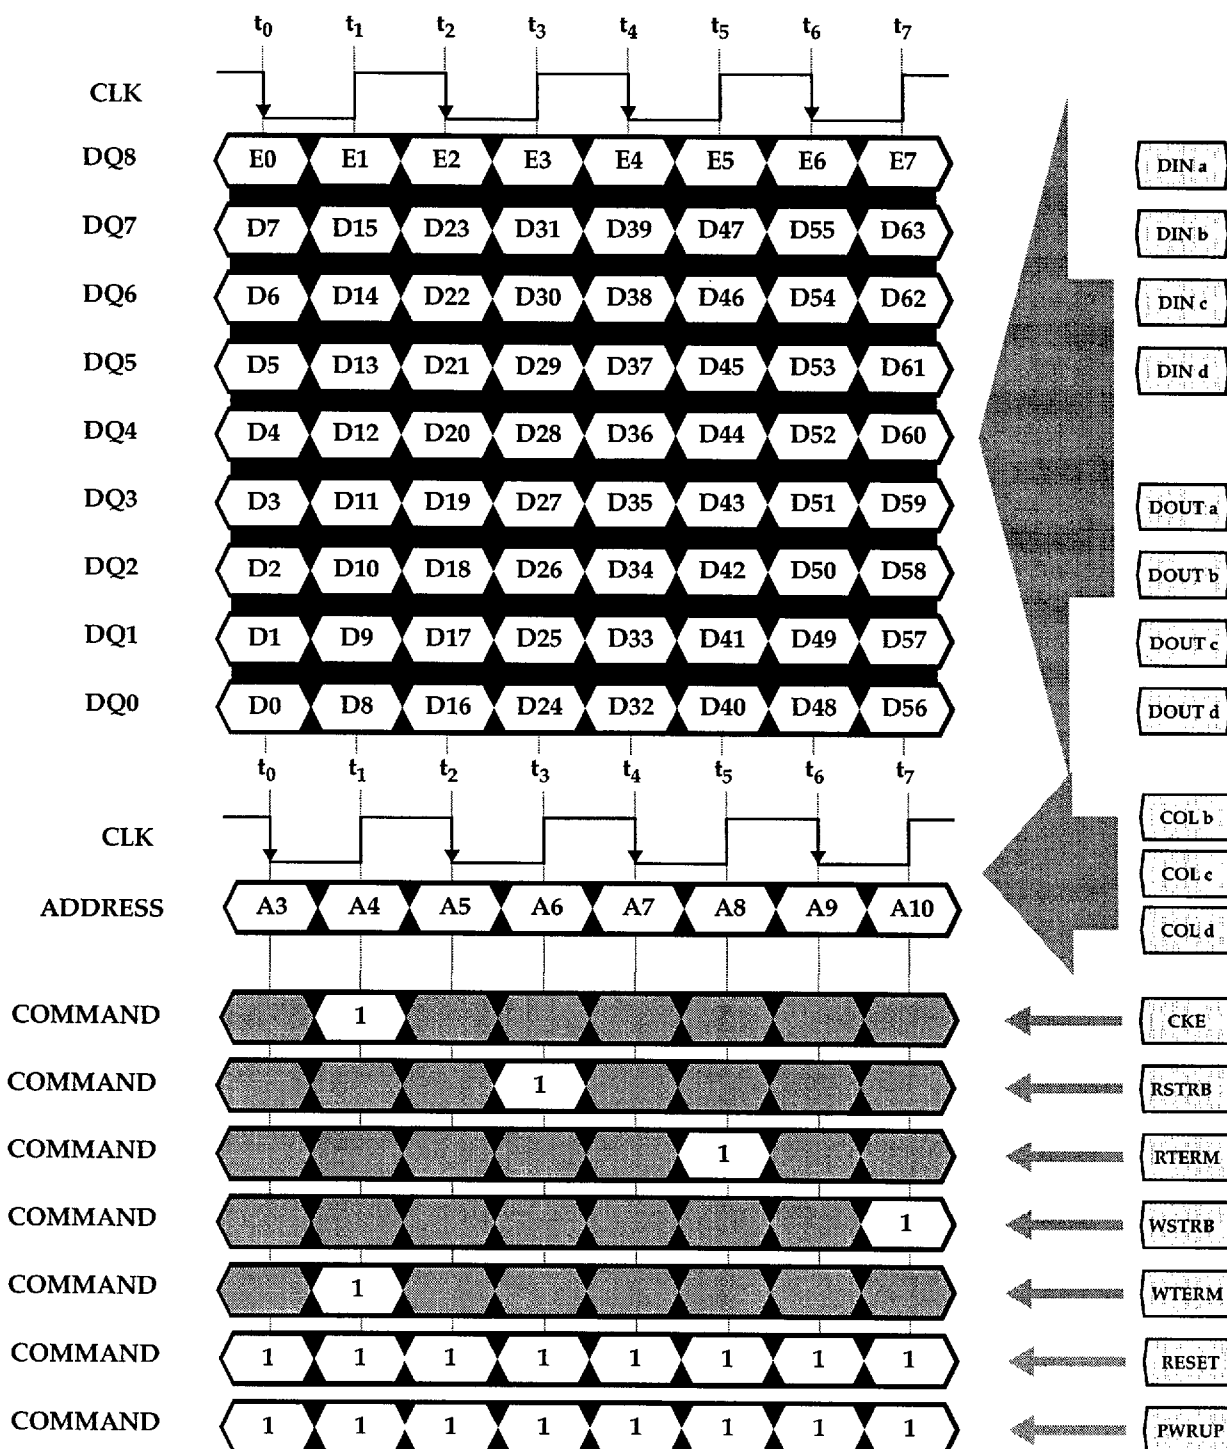 t0 t1 t2 t3 t4 t5 t6 t7
CLK
DQ8 E0 E1 E2 E3 E4 E5 E6 E7 DIN a
DQ7 D7 D15 D23 D31 D39 D47 D55 D63 DIN b
DQ6 D6 D14 D22 D30 D38 D46 D54 D62 DIN c
DQ5 D5 D13 D21 D29 D37 D45 D53 D61 DIN d
DQ4 D4 D12 D20 D28 D36 D44 D52 D60
DQ3 D3 D11 D19 D27 D35 D43 D51 D59 DOUT a
DQ2 D2 D10 D18 D26 D34 D42 D50 D58 DOUT b
DQ1 D1 D9 D17 D25 D33 D41 D49 D57 DOUT c
DQ0 D0 D8 D16 D24 D32 D40 D48 D56 DOUT d
t0 t1 t2 t3 t4 t5 t6 t7
CLK COL b
COL c
ADDRESS A3 A4 A5 A6 A7 A8 A9 A10 COL d
COMMAND 1 CKE
COMMAND 1 RSTRB
COMMAND 1 RTERM
COMMAND 1 WSTRB
COMMAND 1 WTERM
COMMAND 1 1 1 1 1 1 1 1 RESET
COMMAND 1 1 1 1 1 1 1 1 PWRUP